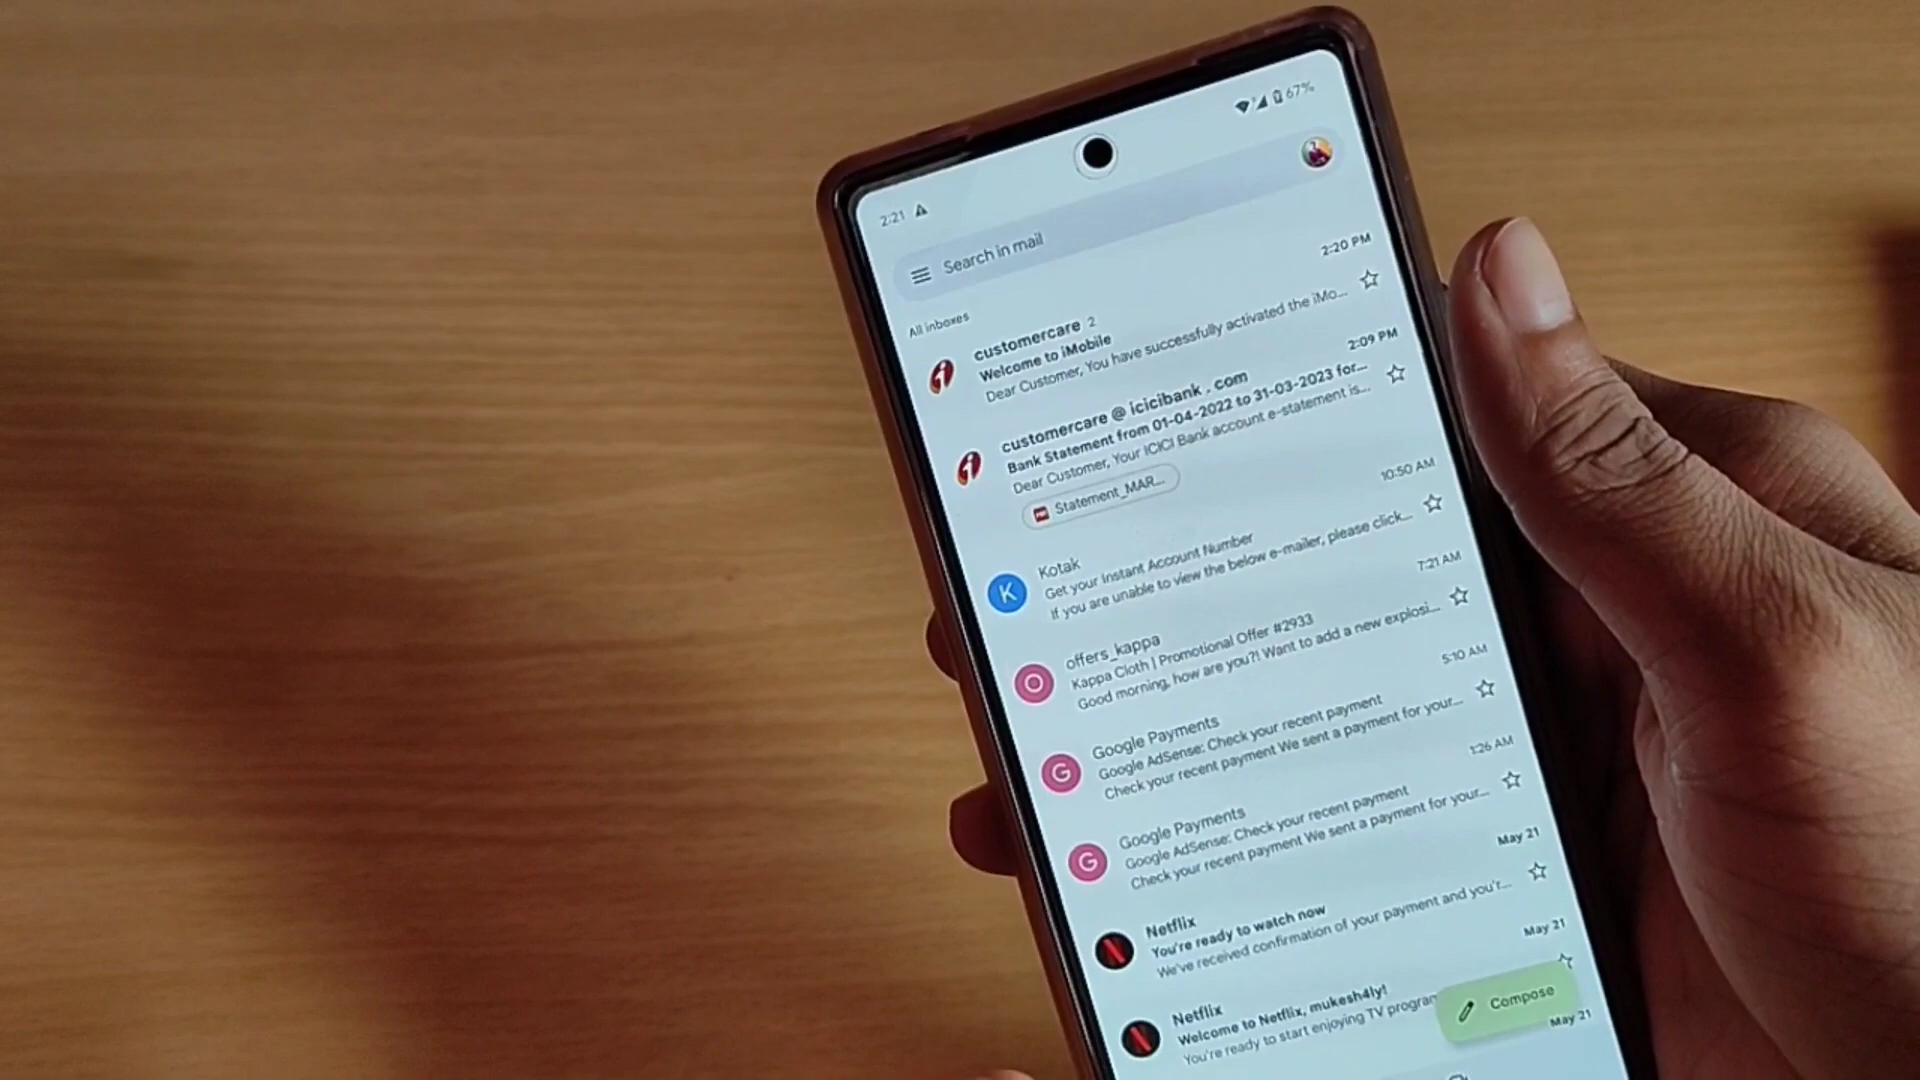 2:21
67%
Search in mail
All inboxes
customercare 2
2:20 PM
Welcome to iMobile
Dear Customer, You have successfully activated the iMo...
customercare @ icicibank . com
2:09 PM
Bank Statement from 01-04-2022 to 31-03-2023 for...
Dear Customer, Your ICICI Bank account e-statement is...
Statement_MAR...
K
Kotak
10:50 AM
Get your Instant Account Number
If you are unable to view the below e-mailer, please click...
O
offers_kappa
7:21 AM
Kappa Cloth | Promotional Offer #2933
Good morning, how are you?! Want to add a new explosi...
G
Google Payments
5:10 AM
Google AdSense: Check your recent payment
Check your recent payment We sent a payment for your...
G
Google Payments
1:26 AM
Google AdSense: Check your recent payment
Check your recent payment We sent a payment for your...
Netflix
May 21
You're ready to watch now
We've received confirmation of your payment and you'r...
Netflix
May 21
Welcome to Netflix, mukesh4ly!
You're ready to start enjoying TV program
Compose
May 21